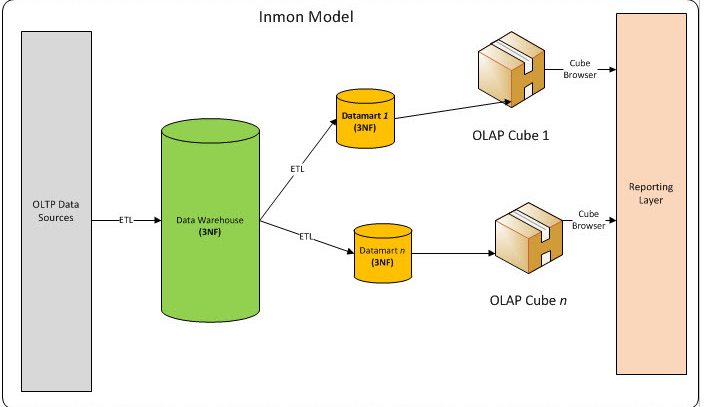 Inmon Model
OLTP Data
Sources
ETL
Data Warehouse
(3NF)
ETL
ETL
Datamart 1
(3NF)
Datamart n
(3NF)
OLAP Cube 1
OLAP Cube n
Cube
Browser
Cube
Browser
Reporting
Layer